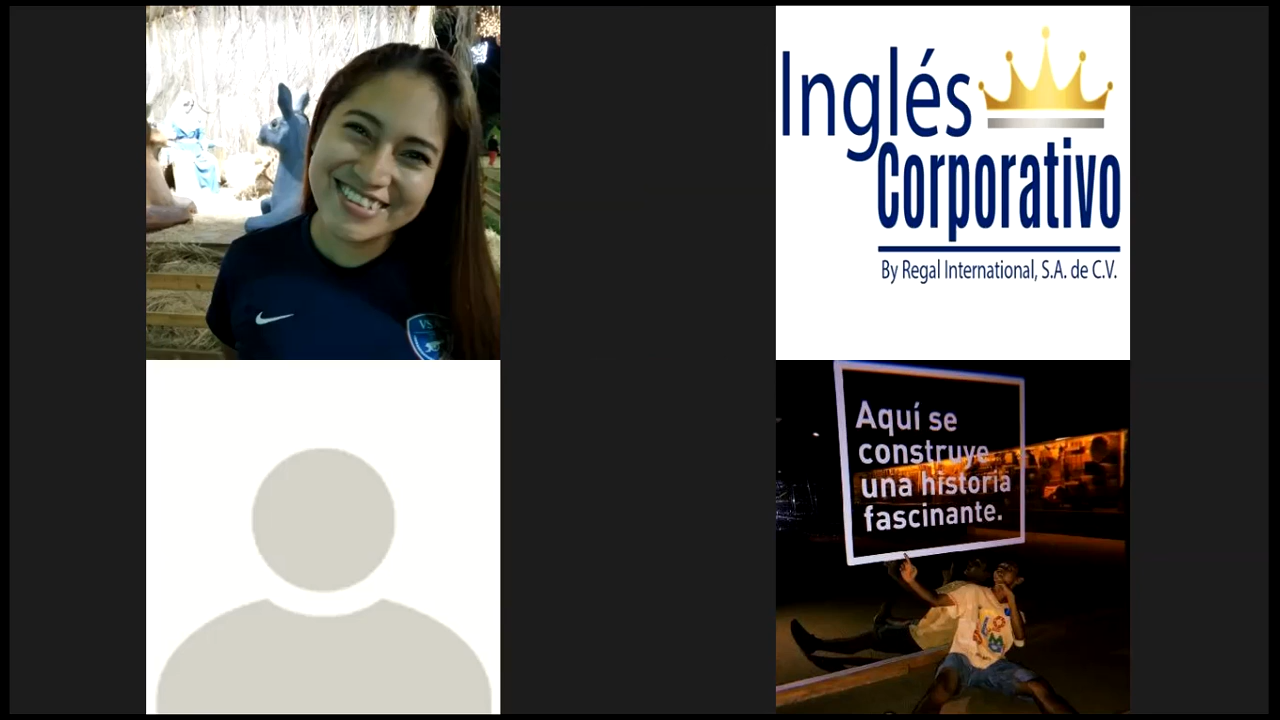 Inglés
Corporativo
By Regal International, S.A. de C.V.
Aquí se
construye
una historia
fascinante.